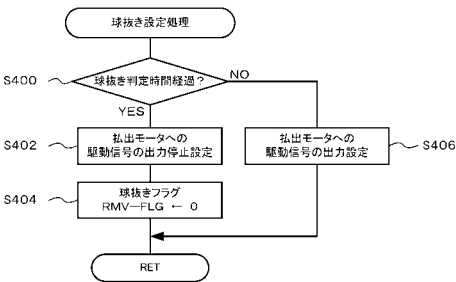 球抜き設定処理
S400
球抜き判定時間経過?
NO
YES
S402
払出モータへの
駆動信号の出力停止設定
払出モータへの
駆動信号の出力設定
S406
S404
球抜きフラグ
RMV−FLG ← 0
RET